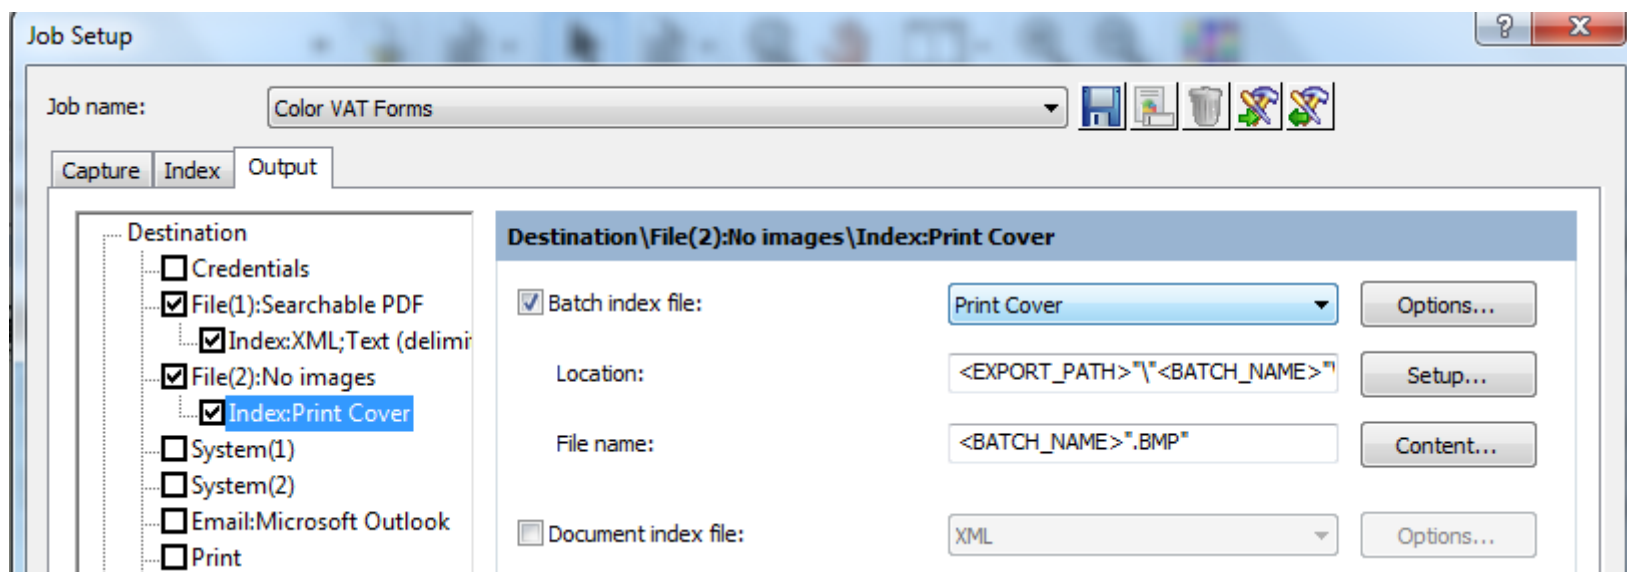 Job Setup
Job name:
Color VAT Forms
Capture Index Output
Destination
Credentials
File(1):Searchable PDF
Index:XML;Text (delimi
File(2):No images
Index:Print Cover
System(1)
System(2)
Email:Microsoft Outlook
Print
Destination\File(2):No images\Index:Print Cover
Batch index file: Print Cover Options...
Location: <EXPORT_PATH>"\"<BATCH_NAME>" Setup...
File name: <BATCH_NAME>".BMP" Content...
Document index file: XML Options...